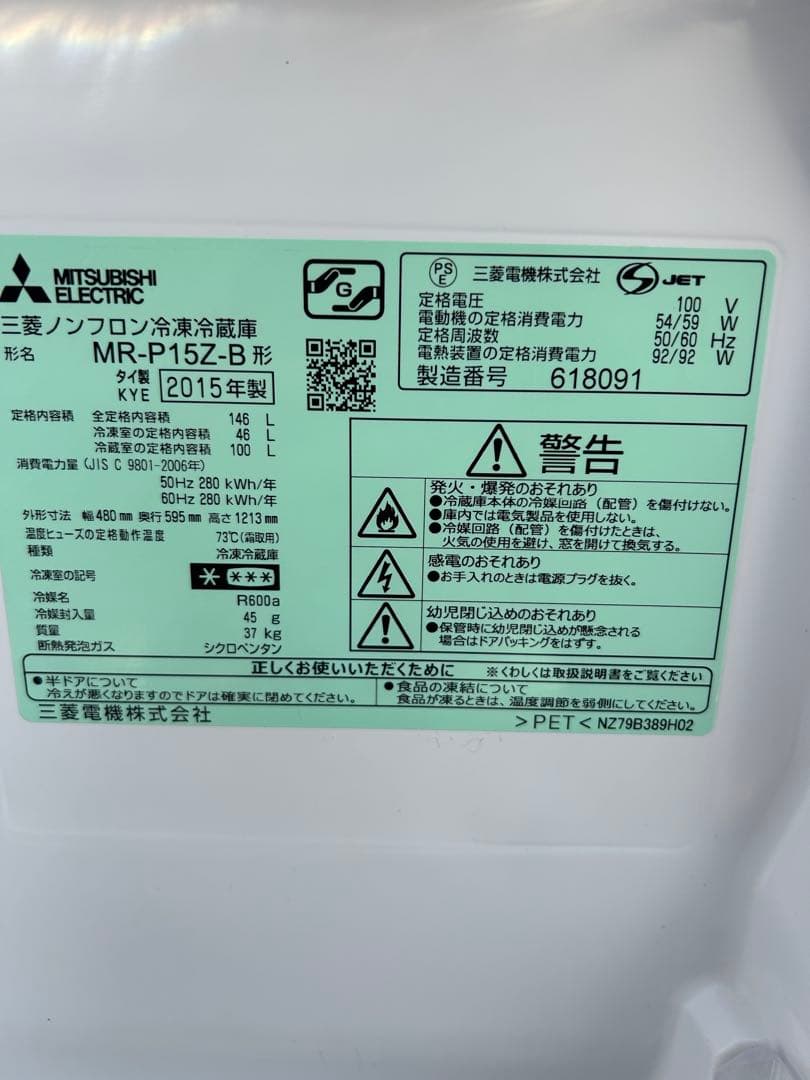 MITSUBISHI
ELECTRIC
三菱ノンフロン冷凍冷蔵庫
形名 MR-P15Z-B 形
タイ製
KYE 2015年製
定格内容積 全定格内容積 146 L
冷凍室の定格内容積 46 L
冷蔵室の定格内容積 100 L
消費電力量 (JIS C 9801-2006年)
50Hz 280 kWh/年
60Hz 280 kWh/年
外形寸法 幅480mm 奥行595mm 高さ1213mm
温度ヒューズの定格動作温度 73℃(霜取用)
種類 冷凍冷蔵庫
冷凍室の記号 * ***
冷媒名 R600a
冷媒封入量 45 g
質量 37 kg
断熱発泡ガス シクロペンタン
G
PS
E 三菱電機株式会社 S JET
定格電圧 100 V
電動機の定格消費電力 54/59 W
定格周波数 50/60 Hz
電熱装置の定格消費電力 92/92 W
製造番号 618091
警告
発火・爆発のおそれあり
●冷蔵庫本体の冷媒回路（配管）を傷付けない。
●庫内では電気製品を使用しない。
●冷媒回路（配管）を傷付けたときは、
火気の使用を避け、窓を開けて換気する。
感電のおそれあり
●お手入れのときは電源プラグを抜く。
幼児閉じ込めのおそれあり
●保管時に幼児閉じ込めが懸念される
場合はドアパッキングをはずす。
正しくお使いいただくために ※くわしくは取扱説明書をご覧ください
●半ドアについて
冷えが悪くなりますのでドアは確実に閉めてください。
●食品の凍結について
食品が凍るときは、温度調節を弱側にしてください。
三菱電機株式会社 >PET< NZ79B389H02